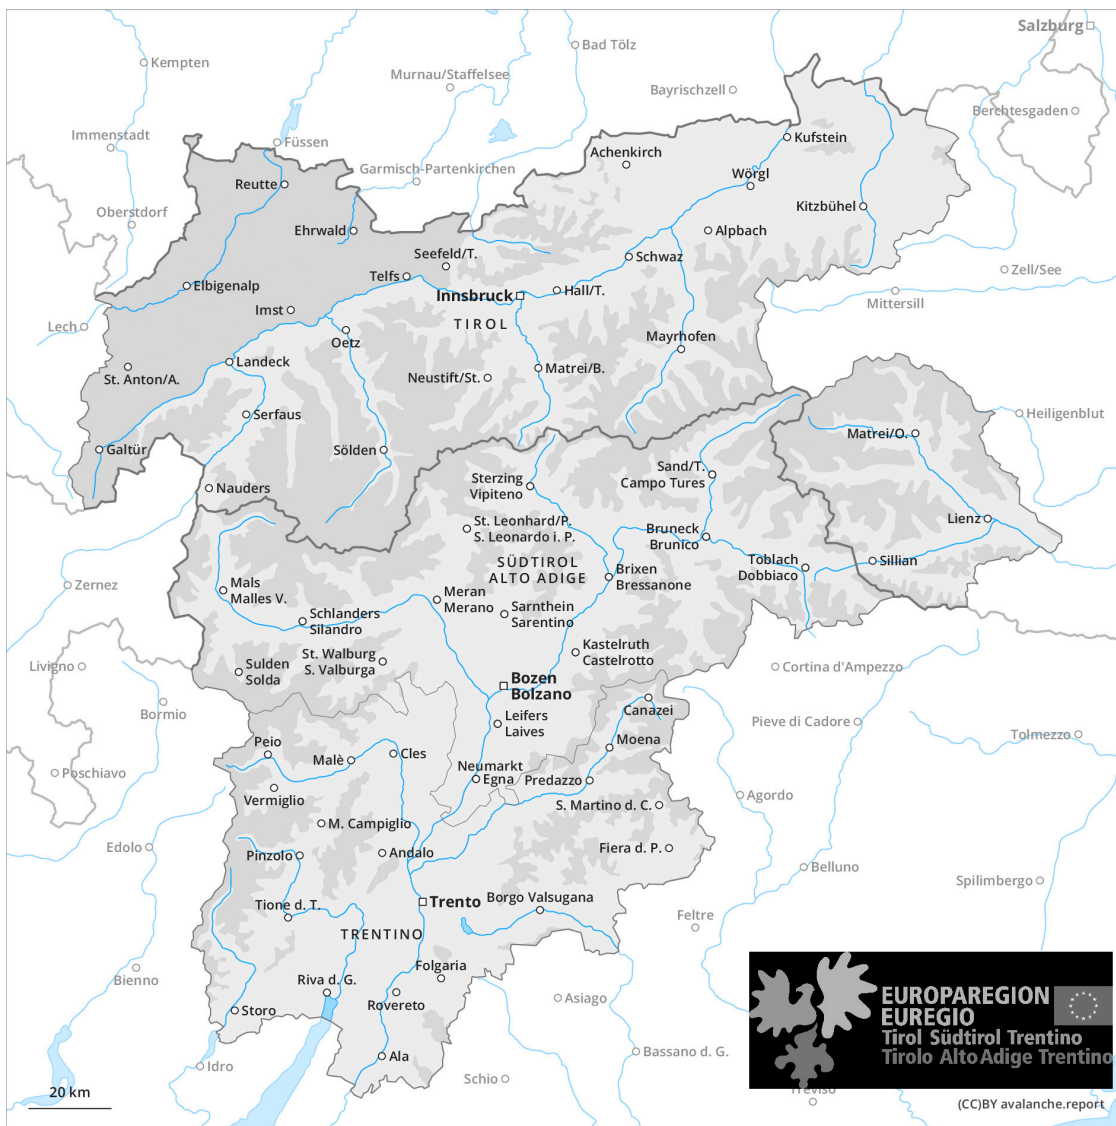 Salzburg
Bad Tölz
Kempten
Murnau/Staffelsee
Bayrischzell
Berchtesgaden
Immenstadt
Füssen
Kufstein
Achenkirch
Garmisch-Partenkirchen
Wörgl
Reutte
Oberstdorf
Kitzbühel
Ehrwald
Alpbach
Seefeld/T.
Schwaz
Zell/See
Telfs
Elbigenalp
Hall/T.
Innsbruck
Mittersill
Imst
Lech
TIROL
Oetz
Mayrhofen
Landeck
Matrei/B.
St. Anton/A.
Neustift/St.
Serfaus
Heiligenblut
Matrei/O.
Galtür
Sölden
Sand/T.
Campo Tures
Sterzing
Vipiteno
Nauders
Lienz
St. Leonhard/P.
S. Leonardo i. P.
Bruneck
Brunico
SÜDTIROL
ALTO ADIGE
Toblach
Dobbiaco
Sillian
Brixen
Bressanone
Zernez
Mals
Malles V.
Meran
Merano
Sarnthein
Sarentino
Schlanders
Silandro
Kastelruth
Castelrotto
St. Walburg
S. Valburga
Livigno
Sulden
Solda
Cortina d'Ampezzo
Bozen
Bolzano
Canazei
Bormio
Leifers
Laives
Pieve di Cadore
Tolmezzo
Moena
Peio
Cles
Malè
Poschiavo
Neumarkt
Egna
Predazzo
Vermiglio
Agordo
S. Martino d. C.
M. Campiglio
Edolo
Fiera d. P.
Pinzolo
Andalo
Belluno
Spilimbergo
Trento
Borgo Valsugana
Tione d. T.
Feltre
TRENTINO
Folgaria
Bienno
Riva d. G.
Rovereto
Asiago
Storo
EUROPAREGION
EUREGIO
Tirol Südtirol Trentino
Tirolo Alto Adige Trentino
Ala
Bassano d. G.
Idro
Schio
Treviso
20 km
(CC)BY avalanche.report